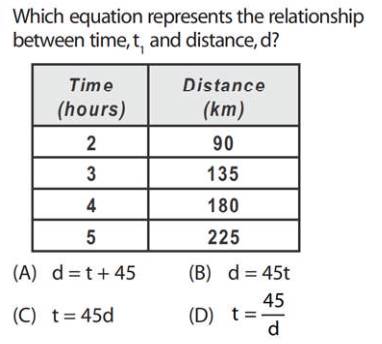 Which equation represents the relationship
between time, t, and distance, d?
Time
(hours)
Distance
(km)
2 90
3 135
4 180
5 225
(A) d = t + 45 (B) d = 45t
(C) t = 45d (D) t = 45/d